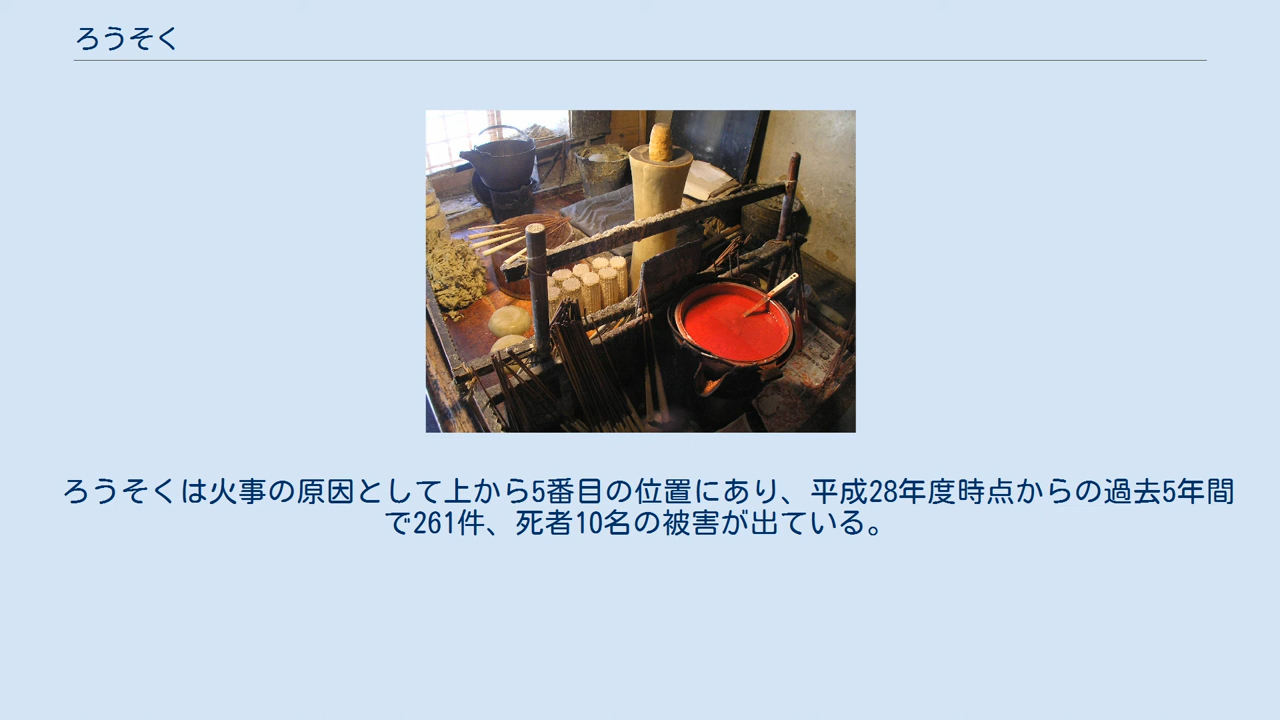 ろうそく
ろうそくは火事の原因として上から5番目の位置にあり、平成28年度時点からの過去5年間
で261件、死者10名の被害が出ている。